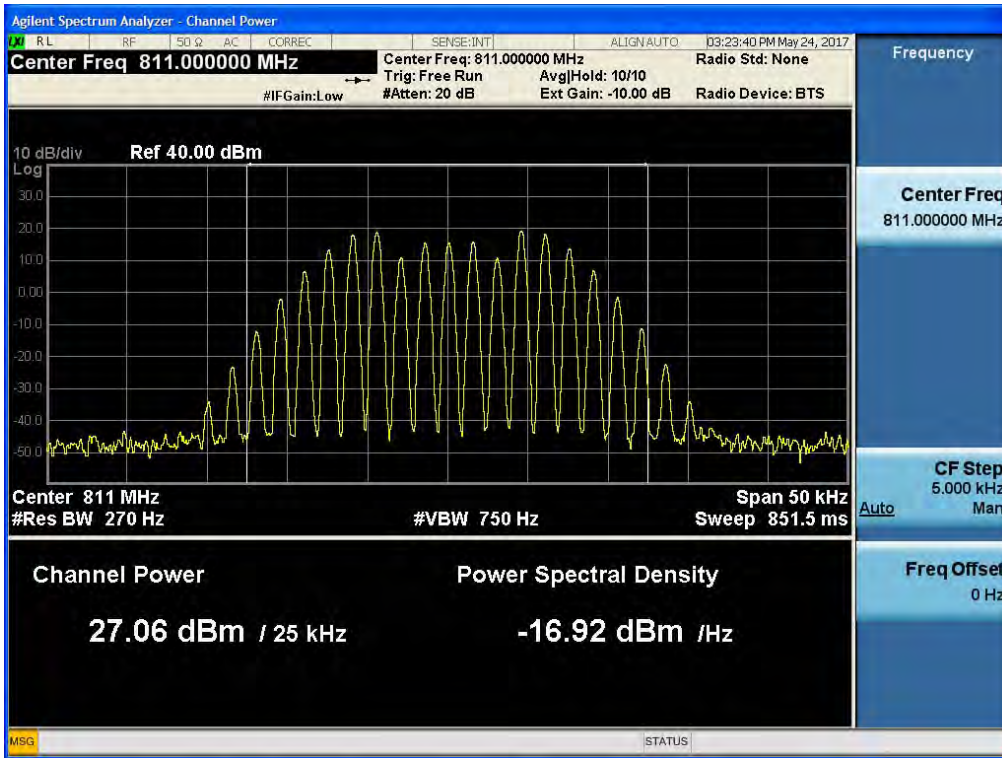 Agilent Spectrum Analyzer - Channel Power
LXI RL RF 50 Ω AC CORREC SENSE:INT ALIGN AUTO 03:23:40 PM May 24, 2017
Center Freq 811.000000 MHz
Center Freq: 811.000000 MHz Radio Std: None
Trig: Free Run Avg|Hold: 10/10
#IFGain:Low #Atten: 20 dB Ext Gain: -10.00 dB Radio Device: BTS
10 dB/div Ref 40.00 dBm
Log
30.0
20.0
10.0
0.00
-10.0
-20.0
-30.0
-40.0
-50.0
Center 811 MHz Span 50 kHz
#Res BW 270 Hz #VBW 750 Hz Sweep 851.5 ms
Channel Power Power Spectral Density
27.06 dBm / 25 kHz -16.92 dBm /Hz
MSG STATUS
Frequency
Center Freq
811.000000 MHz
CF Step
5.000 kHz
Auto Man
Freq Offset
0 Hz